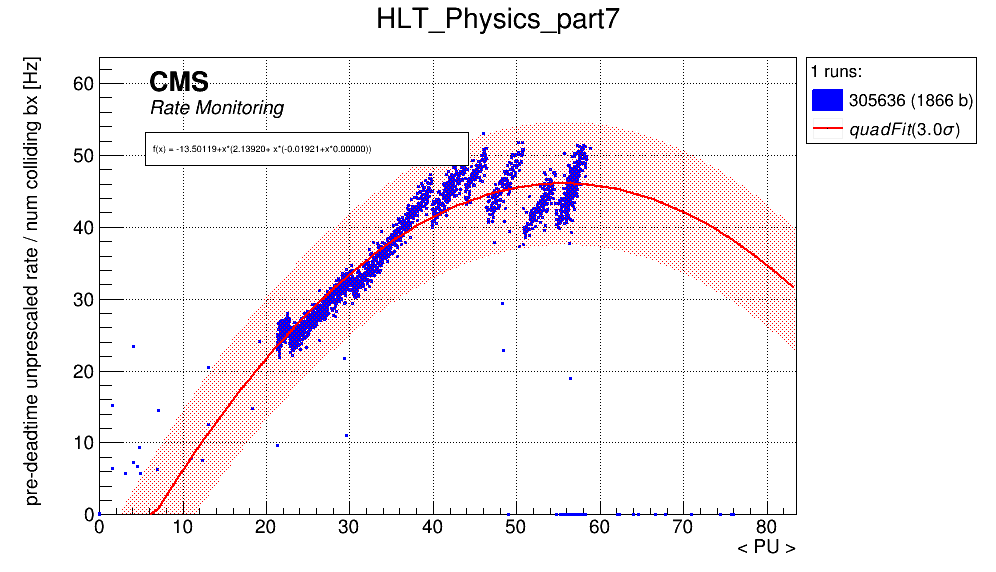 HLT_Physics_part7
pre-deadtime unprescaled rate / num colliding bx [Hz]
CMS
Rate Monitoring
f(x) = -13.50119+x*(2.13920+ x*(-0.01921+x*0.00000))
1 runs:
305636 (1866 b)
quadFit(3.0σ)
60
50
40
30
20
10
0
0 10 20 30 40 50 60 70 80
< PU >